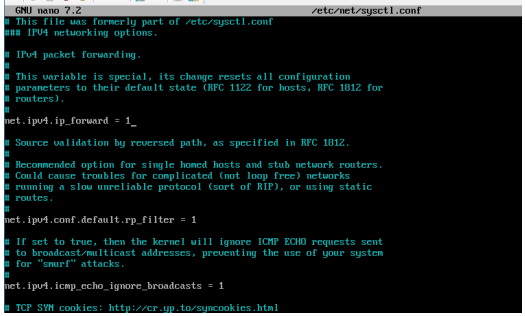 GNU nano 7.2 /etc/net/sysctl.conf
# This file was formerly part of /etc/sysctl.conf
### IPV4 networking options.
# IPv4 packet forwarding.
#
# This variable is special, its change resets all configuration
# parameters to their default state (RFC 1122 for hosts, RFC 1812 for
# routers).
#
net.ipv4.ip_forward = 1
# Source validation by reversed path, as specified in RFC 1812.
#
# Recommended option for single homed hosts and stub network routers.
# Could cause troubles for complicated (not loop free) networks
# running a slow unreliable protocol (sort of RIP), or using static
# routes.
#
net.ipv4.conf.default.rp_filter = 1
# If set to true, then the kernel will ignore ICMP ECHO requests sent
# to broadcast/multicast addresses, preventing the use of your system
# for "smurf" attacks.
#
net.ipv4.icmp_echo_ignore_broadcasts = 1
# TCP SYN cookies: http://cr.yp.to/syncookies.html